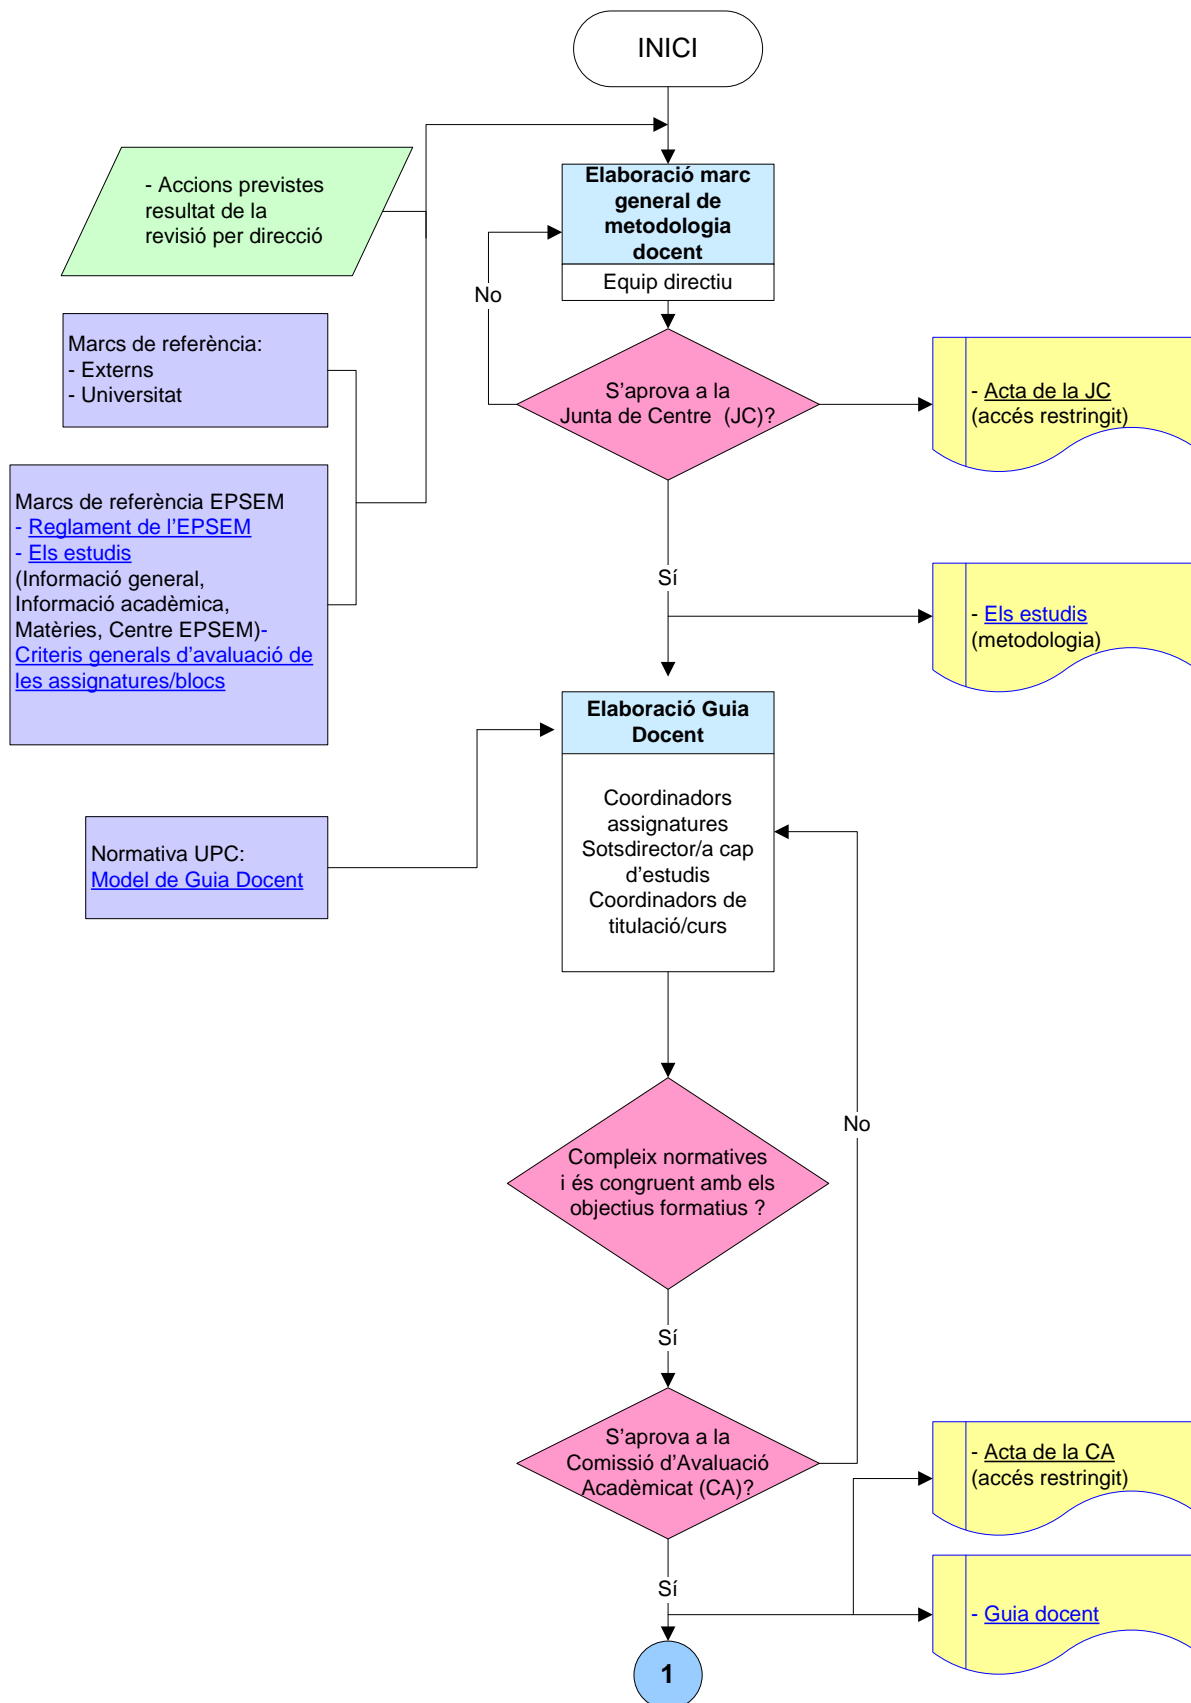 INICI
- Accions previstes
resultat de la
revisió per direcció
Elaboració marc
general de
metodologia
docent
Equip directiu
No
Marcs de referència:
- Externs
- Universitat
S’aprova a la
Junta de Centre (JC)?
- Acta de la JC
(accés restringit)
Marcs de referència EPSEM
- Reglament de l’EPSEM
- Els estudis
(Informació general,
Informació acadèmica,
Matèries, Centre EPSEM)-
Criteris generals d’avaluació de
les assignatures/blocs
Sí
- Els estudis
(metodologia)
Elaboració Guia
Docent
Coordinadors
assignatures
Sotsdirector/a cap
d’estudis
Coordinadors de
titulació/curs
Normativa UPC:
Model de Guia Docent
No
Compleix normatives
i és congruent amb els
objectius formatius ?
Sí
S’aprova a la
Comissió d’Avaluació
Acadèmicat (CA)?
- Acta de la CA
(accés restringit)
Sí
- Guia docent
1